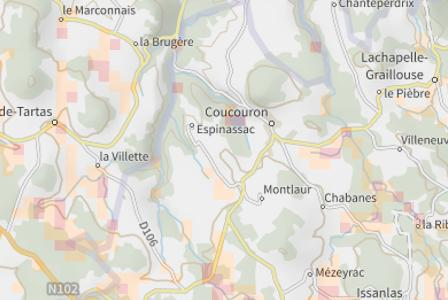 Chanteperdrix
le Marconnais
la Brugère
Lachapelle-
Graillouse
le Pièbre
de-Tartas
Coucouron
Espinassac
Villeneuv
la Villette
Montlaur
Chabanes
D106
la Rib
Mézeyrac
N102
Issanlas